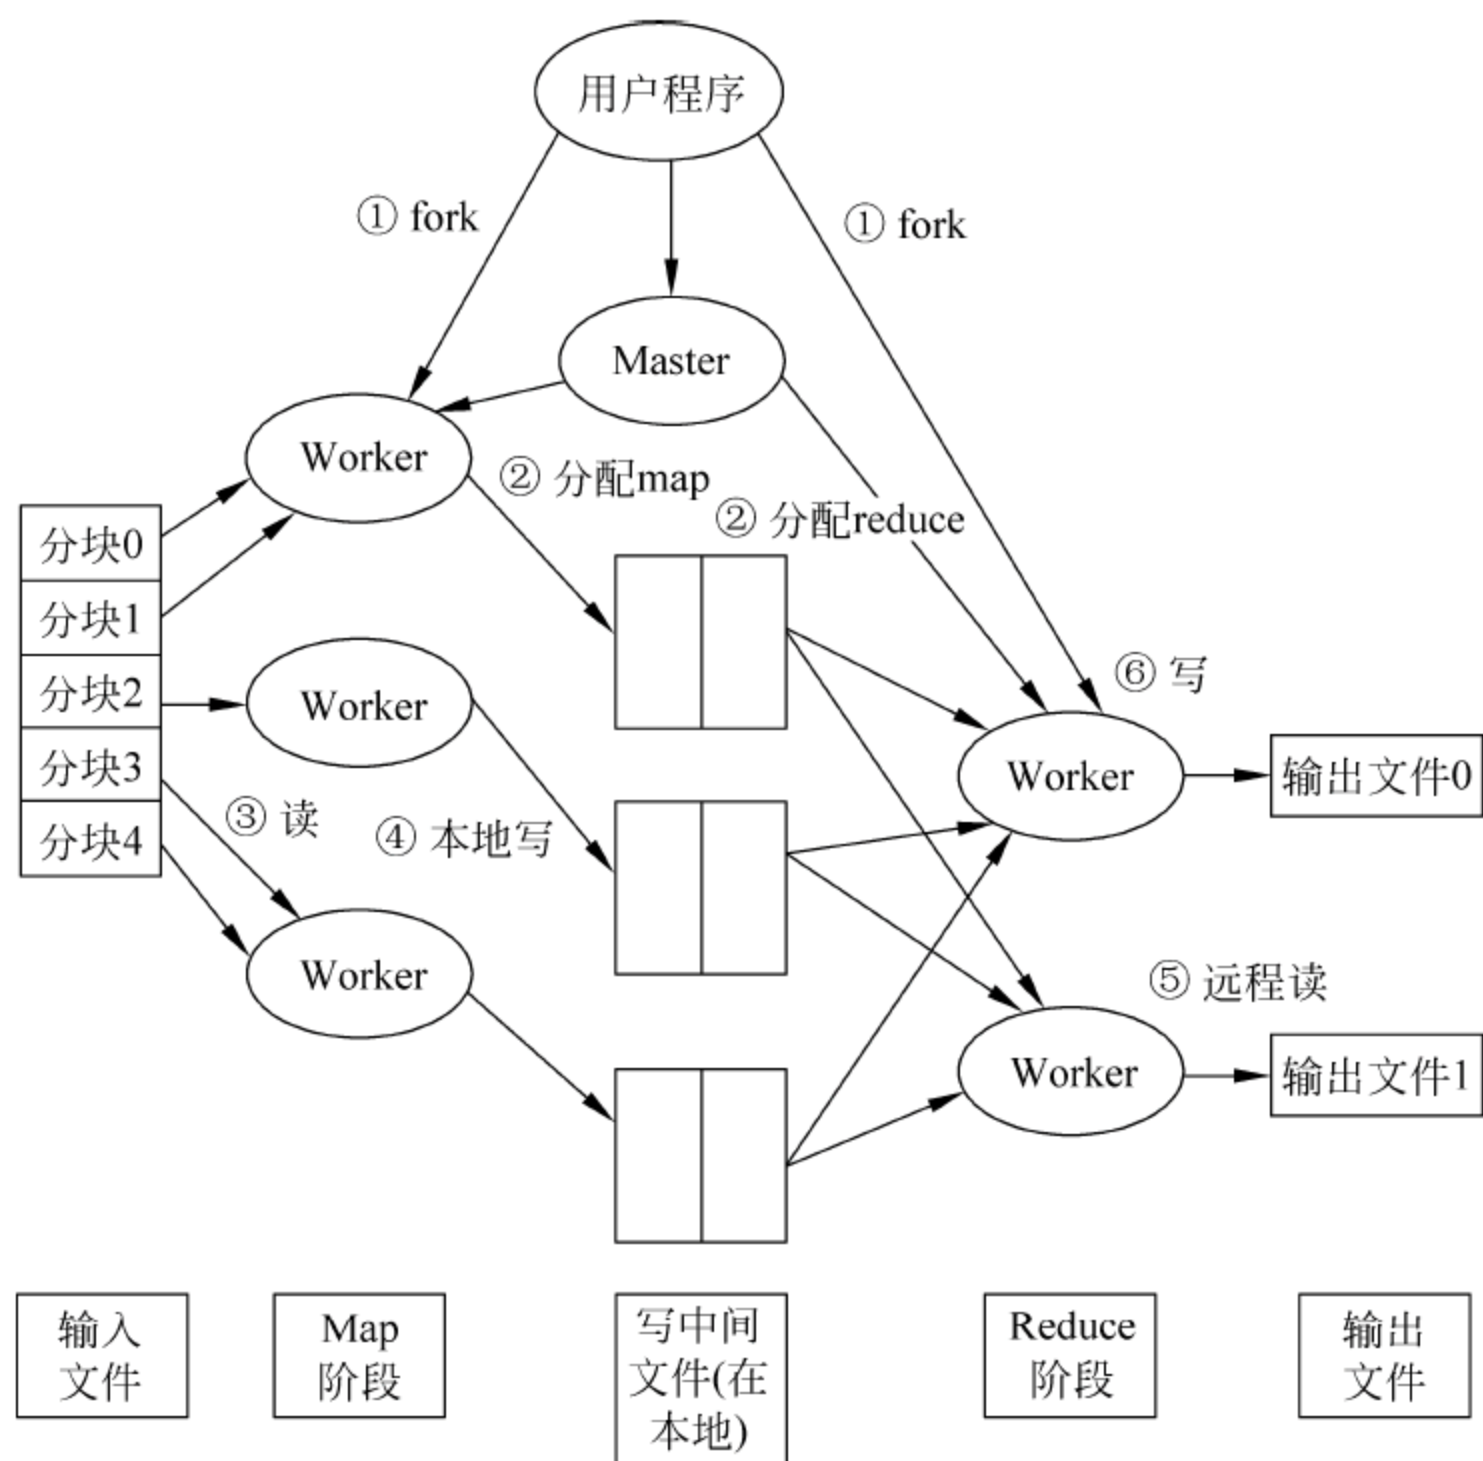 用户程序
① fork
① fork
Master
Worker
② 分配map
② 分配reduce
分块0
分块1
分块2
分块3
分块4
Worker
③ 读
④ 本地写
Worker
⑥ 写
Worker
输出文件0
⑤ 远程读
Worker
输出文件1
输入
文件
Map
阶段
写中间
文件(在
本地)
Reduce
阶段
输出
文件